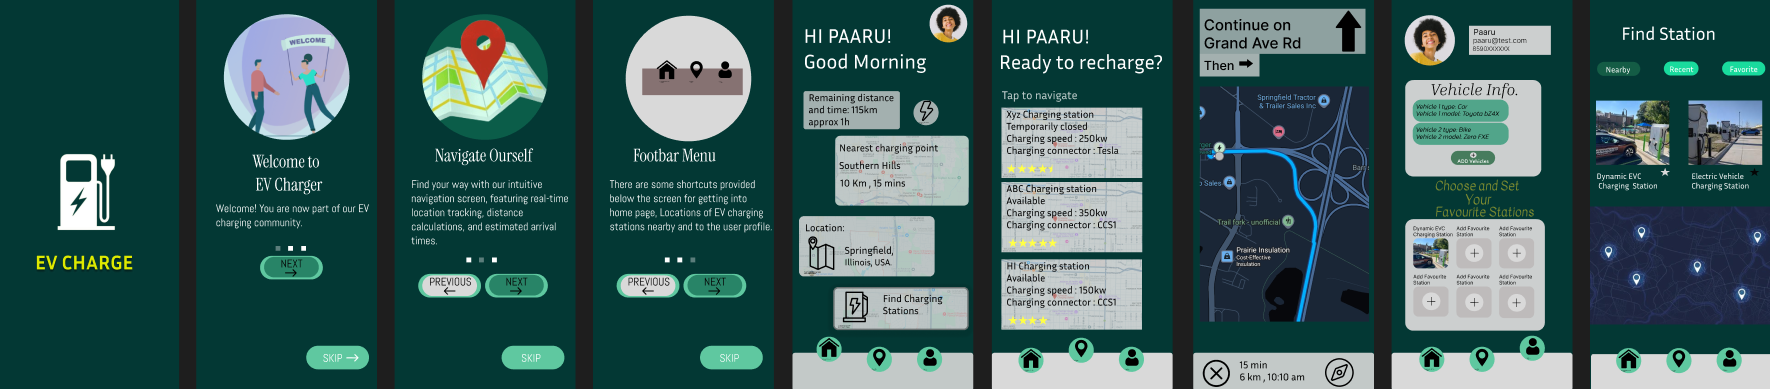 EV CHARGE
WELCOME
Welcome to
EV Charger
Welcome! You are now part of our EV
charging community.
NEXT
SKIP
Navigate Ourself
Find your way with our intuitive
navigation screen, featuring real-time
location tracking, distance
calculations, and estimated arrival
times.
PREVIOUS
NEXT
SKIP
Footbar Menu
There are some shortcuts provided
below the screen for getting into
home page, Locations of EV charging
stations nearby and to the user profile.
PREVIOUS
NEXT
SKIP
HI PAARU!
Good Morning
Remaining distance
and time: 115km
approx 1h
Nearest charging point
Southern Hills
10 Km , 15 mins
Location:
Springfield,
Illinois, USA.
Find Charging
Stations
HI PAARU!
Ready to recharge?
Tap to navigate
Xyz Charging station
Temporarily closed
Charging speed : 250kw
Charging connector : Tesla
ABC Charging station
Available
Charging speed : 350kw
Charging connector : CCS1
HI Charging station
Available
Charging speed : 150kw
Charging connector : CCS1
Continue on
Grand Ave Rd
Then
Springfield Tractor
& Trailer Sales Inc
Sales
Trail fork - unofficial
Prairie Insulation
Cost-Effective
Insulation
15 min
6 km , 10:10 am
Paaru
paaru@test.com
8590XXXXXX
Vehicle Info.
Vehicle 1 type: Car
Vehicle 1 model: Toyota bZ4X
Vehicle 2 type: Bike
Vehicle 2 model: Zero FXE
ADD Vehicles
Choose and Set
Your
Favourite Stations
Dynamic EVC
Charging Station
Add Favourite
Station
Add Favourite
Station
Add Favourite
Station
Add Favourite
Station
Add Favourite
Station
Find Station
Nearby
Recent
Favorite
Dynamic EVC
Charging Station
Electric Vehicle
Charging Station